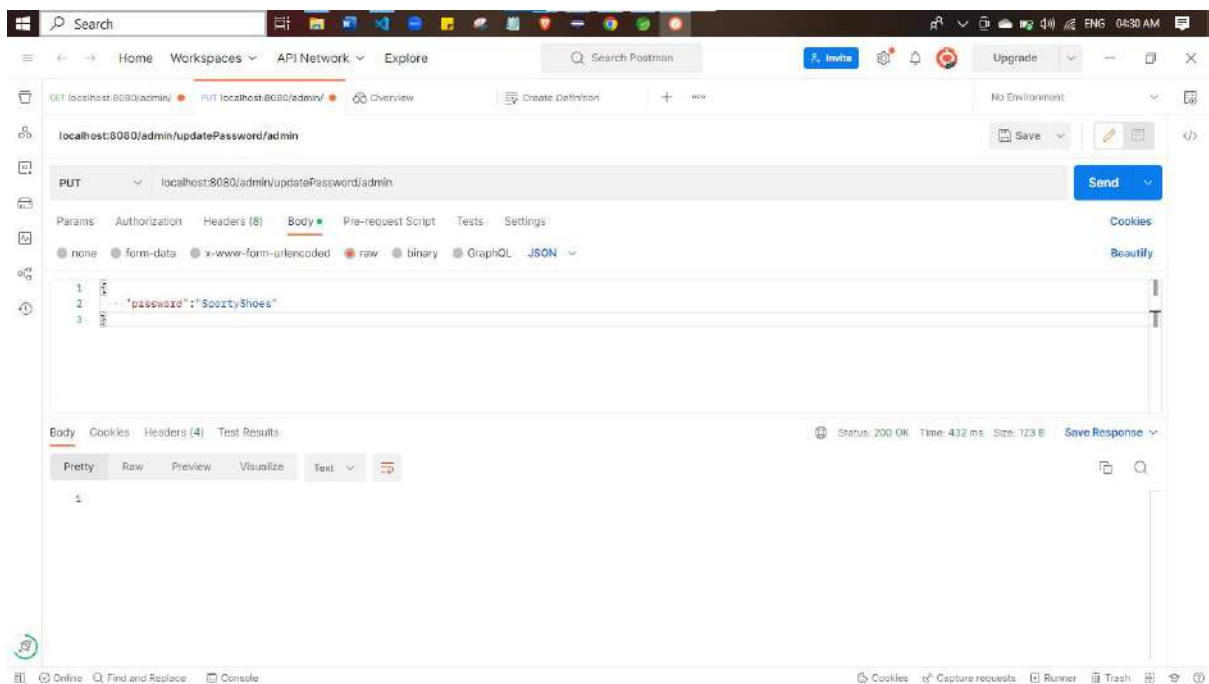 Search
ENG 04:30 AM
Home Workspaces API Network Explore
Search Postman
Invite
Upgrade
GET localhost:8080/admin/
PUT localhost:8080/admin/
Overview
Create Definition
No Environment
localhost:8080/admin/updatePassword/admin
Save
PUT localhost:8080/admin/updatePassword/admin
Send
Params Authorization Headers (8) Body Pre-request Script Tests Settings
Cookies
none form-data x-www-form-urlencoded raw binary GraphQL JSON
Beautify
1 {
2 "password":"SportyShoes"
3 }
Body Cookies Headers (4) Test Results
Status: 200 OK Time: 432 ms Size: 123 B Save Response
Pretty Raw Preview Visualize Text
1
Online Find and Replace Console
Cookies Capture requests Runner Trash